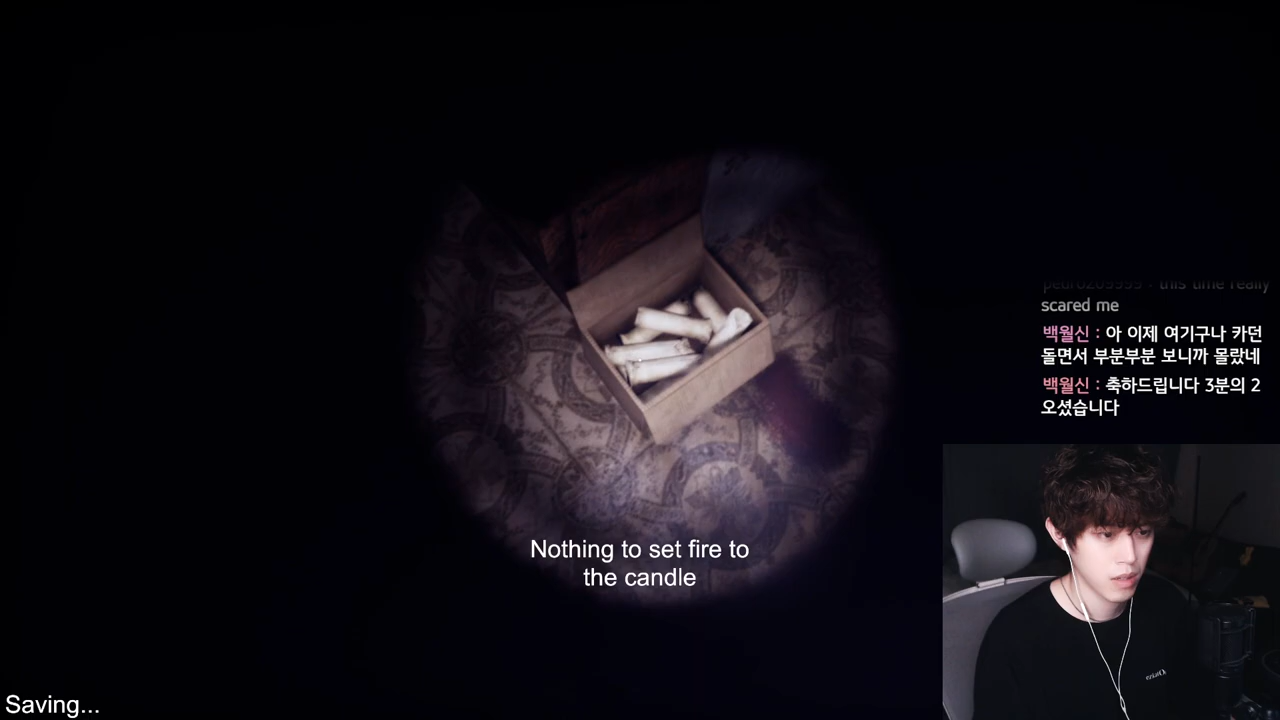 scared me
백월신 : 아 이제 여기구나 카던
돌면서 부분부분 보니까 몰랐네
백월신 : 축하드립니다 3분의 2
오셨습니다
Nothing to set fire to
the candle
Saving...